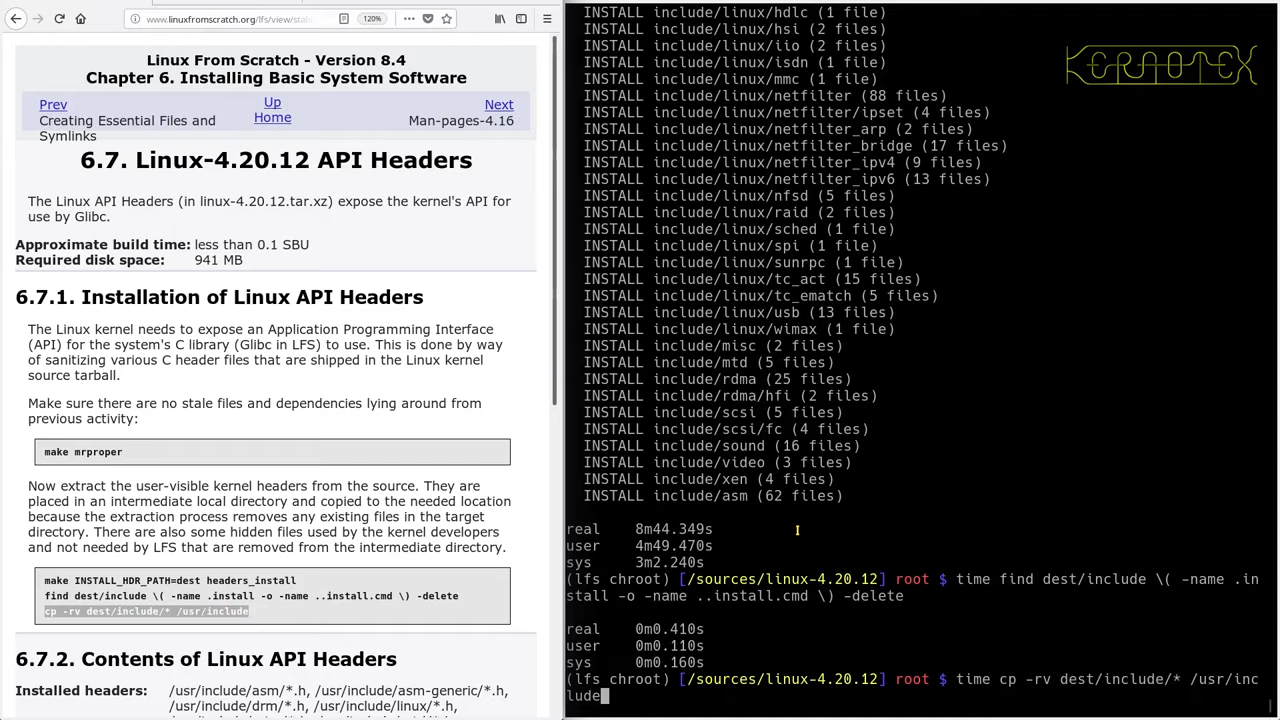 www.linuxfromscratch.org/lfs/view/stab
120%
Linux From Scratch - Version 8.4
Chapter 6. Installing Basic System Software
Prev
Creating Essential Files and
Symlinks
Up
Home
Next
Man-pages-4.16
6.7. Linux-4.20.12 API Headers
The Linux API Headers (in linux-4.20.12.tar.xz) expose the kernel's API for
use by Glibc.
Approximate build time: less than 0.1 SBU
Required disk space: 941 MB
6.7.1. Installation of Linux API Headers
The Linux kernel needs to expose an Application Programming Interface
(API) for the system's C library (Glibc in LFS) to use. This is done by way
of sanitizing various C header files that are shipped in the Linux kernel
source tarball.
Make sure there are no stale files and dependencies lying around from
previous activity:
make mrproper
Now extract the user-visible kernel headers from the source. They are
placed in an intermediate local directory and copied to the needed location
because the extraction process removes any existing files in the target
directory. There are also some hidden files used by the kernel developers
and not needed by LFS that are removed from the intermediate directory.
make INSTALL_HDR_PATH=dest headers_install
find dest/include \( -name .install -o -name ..install.cmd \) -delete
cp -rv dest/include/* /usr/include
6.7.2. Contents of Linux API Headers
Installed headers: /usr/include/asm/*.h, /usr/include/asm-generic/*.h,
/usr/include/drm/*.h, /usr/include/linux/*.h,
INSTALL include/linux/hdlc (1 file)
INSTALL include/linux/hsi (2 files)
INSTALL include/linux/iio (2 files)
INSTALL include/linux/isdn (1 file)
INSTALL include/linux/mmc (1 file)
INSTALL include/linux/netfilter (88 files)
INSTALL include/linux/netfilter/ipset (4 files)
INSTALL include/linux/netfilter_arp (2 files)
INSTALL include/linux/netfilter_bridge (17 files)
INSTALL include/linux/netfilter_ipv4 (9 files)
INSTALL include/linux/netfilter_ipv6 (13 files)
INSTALL include/linux/nfsd (5 files)
INSTALL include/linux/raid (2 files)
INSTALL include/linux/sched (1 file)
INSTALL include/linux/spi (1 file)
INSTALL include/linux/sunrpc (1 file)
INSTALL include/linux/tc_act (15 files)
INSTALL include/linux/tc_ematch (5 files)
INSTALL include/linux/usb (13 files)
INSTALL include/linux/wimax (1 file)
INSTALL include/misc (2 files)
INSTALL include/mtd (5 files)
INSTALL include/rdma (25 files)
INSTALL include/rdma/hfi (2 files)
INSTALL include/scsi (5 files)
INSTALL include/scsi/fc (4 files)
INSTALL include/sound (16 files)
INSTALL include/video (3 files)
INSTALL include/xen (4 files)
INSTALL include/asm (62 files)
real 8m44.349s
user 4m49.470s
sys 3m2.240s
(lfs chroot) [/sources/linux-4.20.12] root $ time find dest/include \( -name .in
stall -o -name ..install.cmd \) -delete
real 0m0.410s
user 0m0.110s
sys 0m0.160s
(lfs chroot) [/sources/linux-4.20.12] root $ time cp -rv dest/include/* /usr/inc
lude